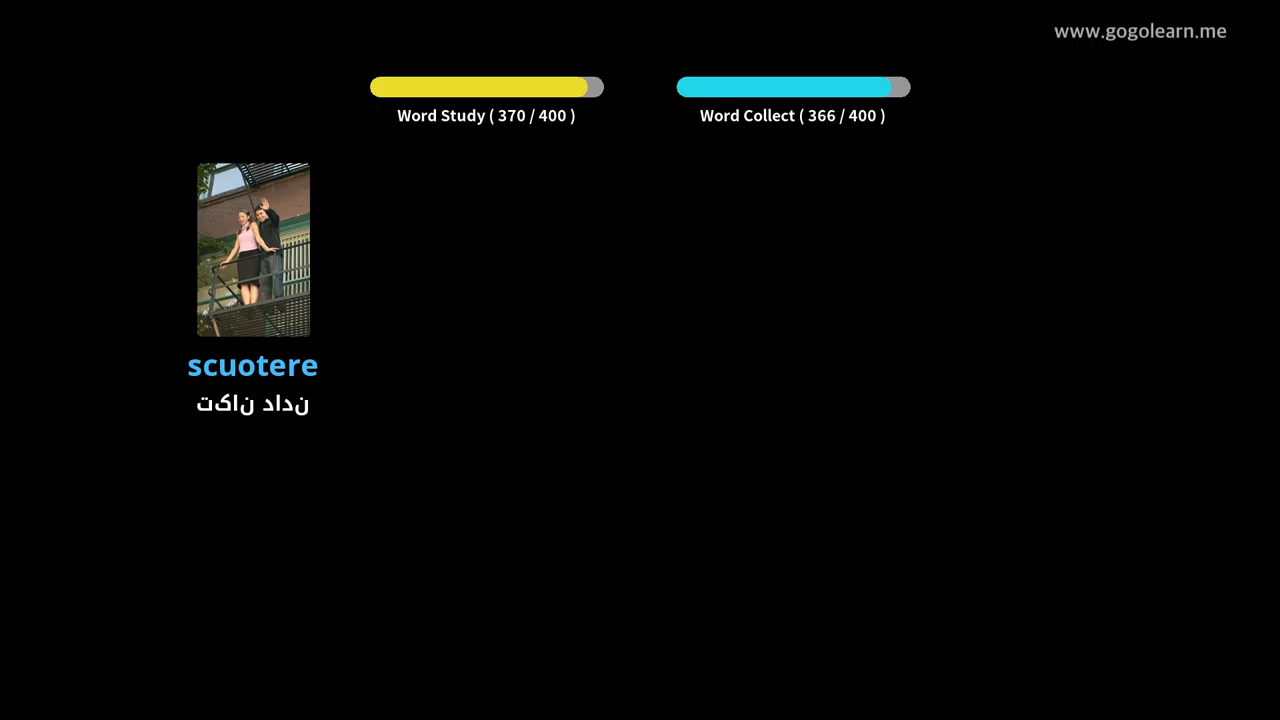 www.gogolearn.me
Word Study ( 370 / 400 )
Word Collect ( 366 / 400 )
scuotere
تکان دادن